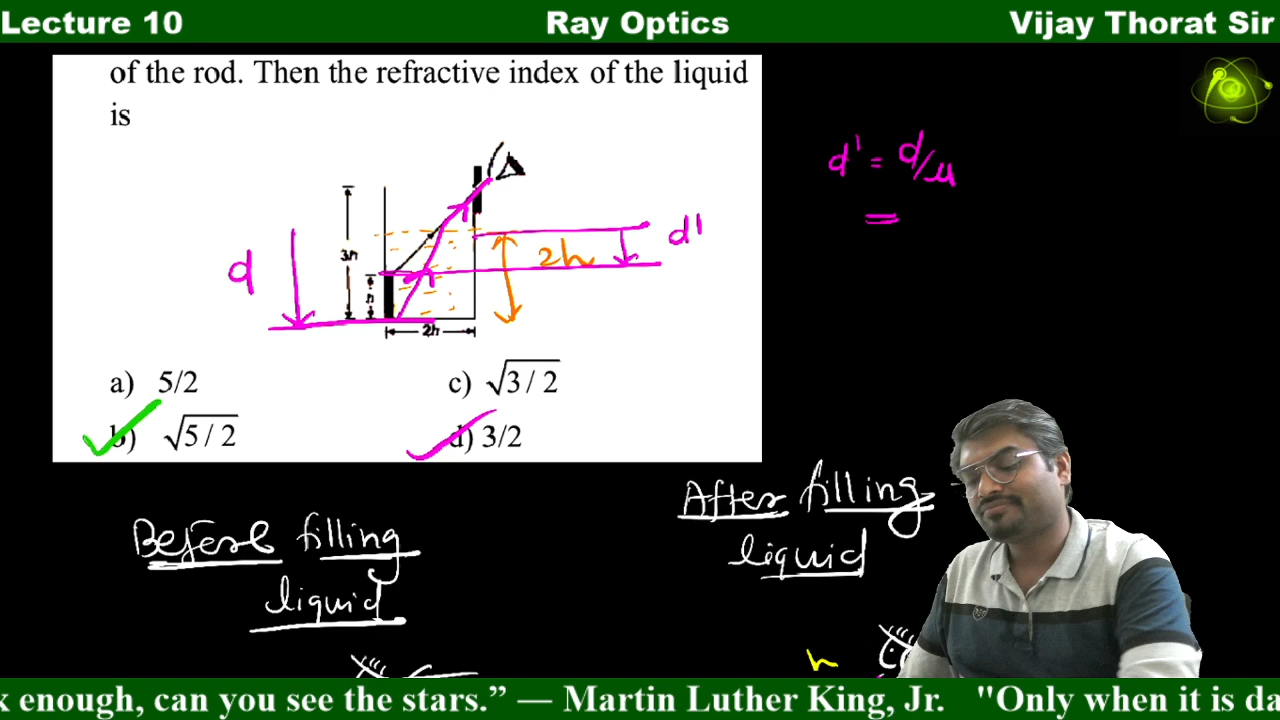 Lecture 10
Ray Optics
Vijay Thorat Sir
of the rod. Then the refractive index of the liquid
is
3h
h
2h
d
2h
d'
d' = d/μ
a) 5/2
c) √3 / 2
b) √5 / 2
d) 3/2
Before filling
liquid
After filling
liquid
h
k enough, can you see the stars.” — Martin Luther King, Jr. "Only when it is da